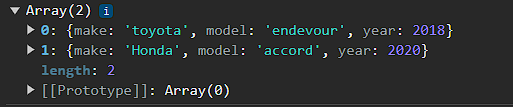 ▼ Array(2) i
▶ 0: {make: 'toyota', model: 'endevour', year: 2018}
▶ 1: {make: 'Honda', model: 'accord', year: 2020}
length: 2
▶ [[Prototype]]: Array(0)